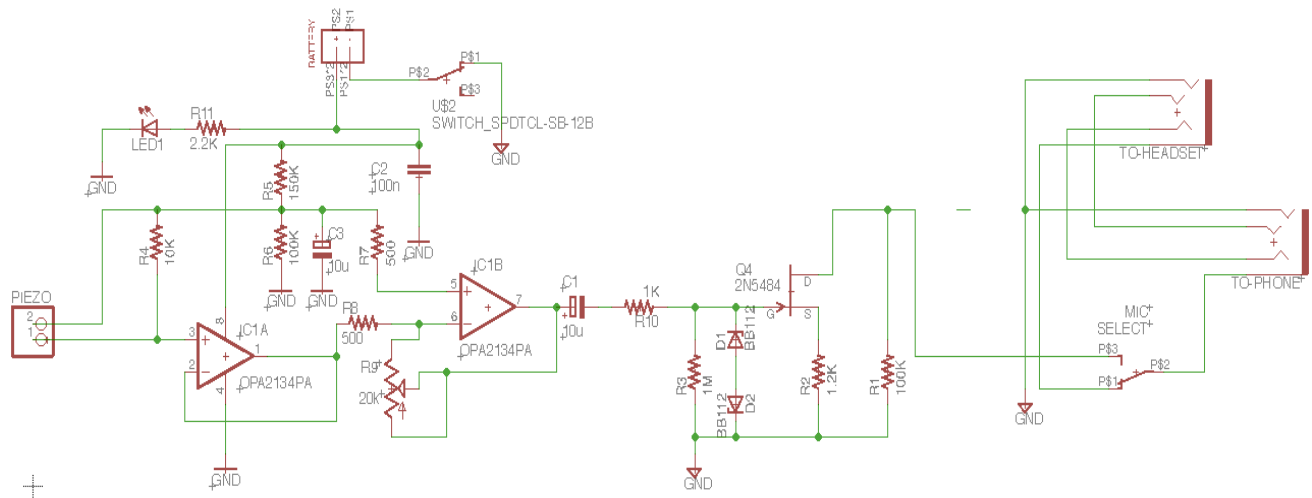 PS2
PS1
BATTERY
PS3*2
PS1*2
P$2
P$1
P$3
U$2
SWITCH_SPDTCL-SB-12B
GND
LED1
R11
2.2K
GND
R5
150K
C2
100n
GND
R4
10K
R6
100K
GND
C3
10u
GND
R7
500
PIEZO
2
1
3
2
8
4
1
IC1A
OPA2134PA
GND
R8
500
R9
20k
5
6
7
IC1B
OPA2134PA
C1
10u
1K
R10
R3
1M
D1
BB112
BB112
D2
Q4
2N5484
D
G
S
R2
1.2K
R1
100K
GND
TO-HEADSET
TO-PHONE
MIC
SELECT
P$3
P$1
P$2
GND